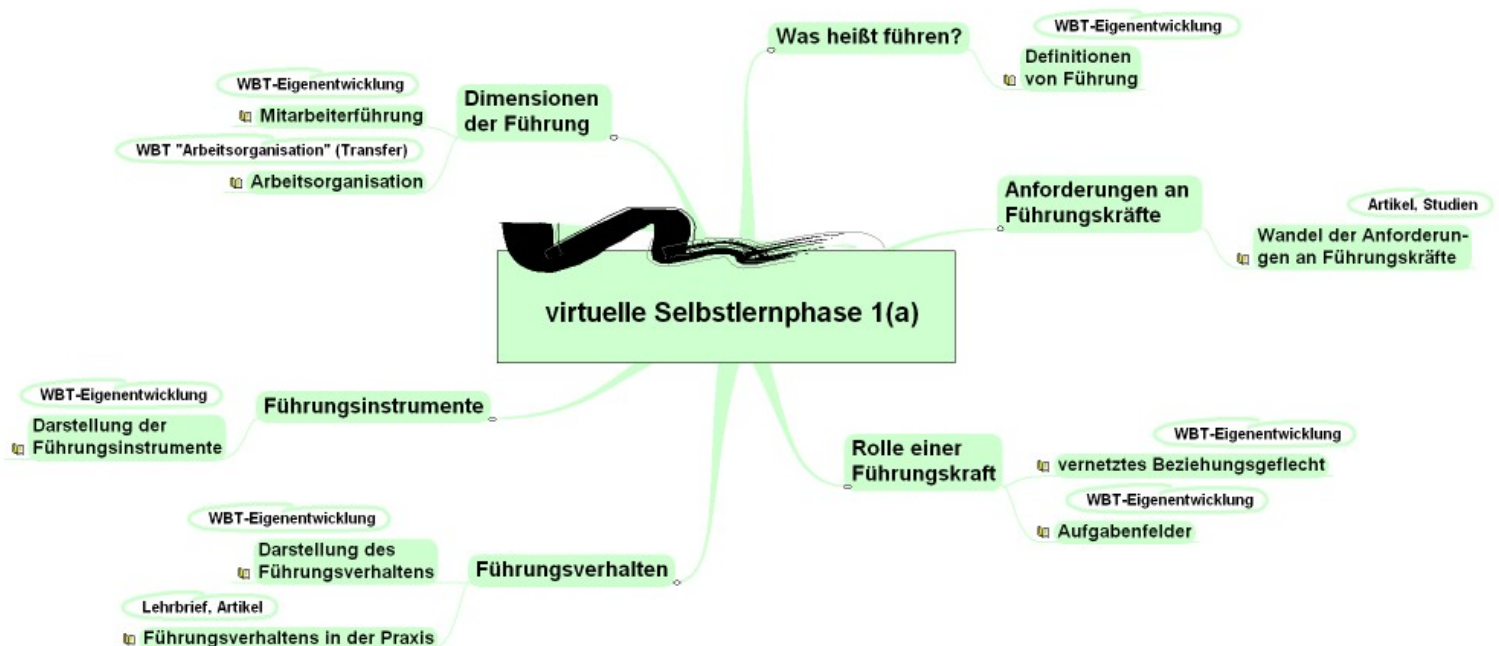 Was heißt führen?
WBT-Eigenentwicklung
Definitionen
von Führung
Anforderungen an
Führungskräfte
Artikel, Studien
Wandel der Anforderun-
gen an Führungskräfte
Rolle einer
Führungskraft
WBT-Eigenentwicklung
vernetztes Beziehungsgeflecht
WBT-Eigenentwicklung
Aufgabenfelder
virtuelle Selbstlernphase 1(a)
Dimensionen
der Führung
WBT-Eigenentwicklung
Mitarbeiterführung
WBT "Arbeitsorganisation" (Transfer)
Arbeitsorganisation
Führungsinstrumente
WBT-Eigenentwicklung
Darstellung der
Führungsinstrumente
Führungsverhalten
WBT-Eigenentwicklung
Darstellung des
Führungsverhaltens
Lehrbrief, Artikel
Führungsverhaltens in der Praxis